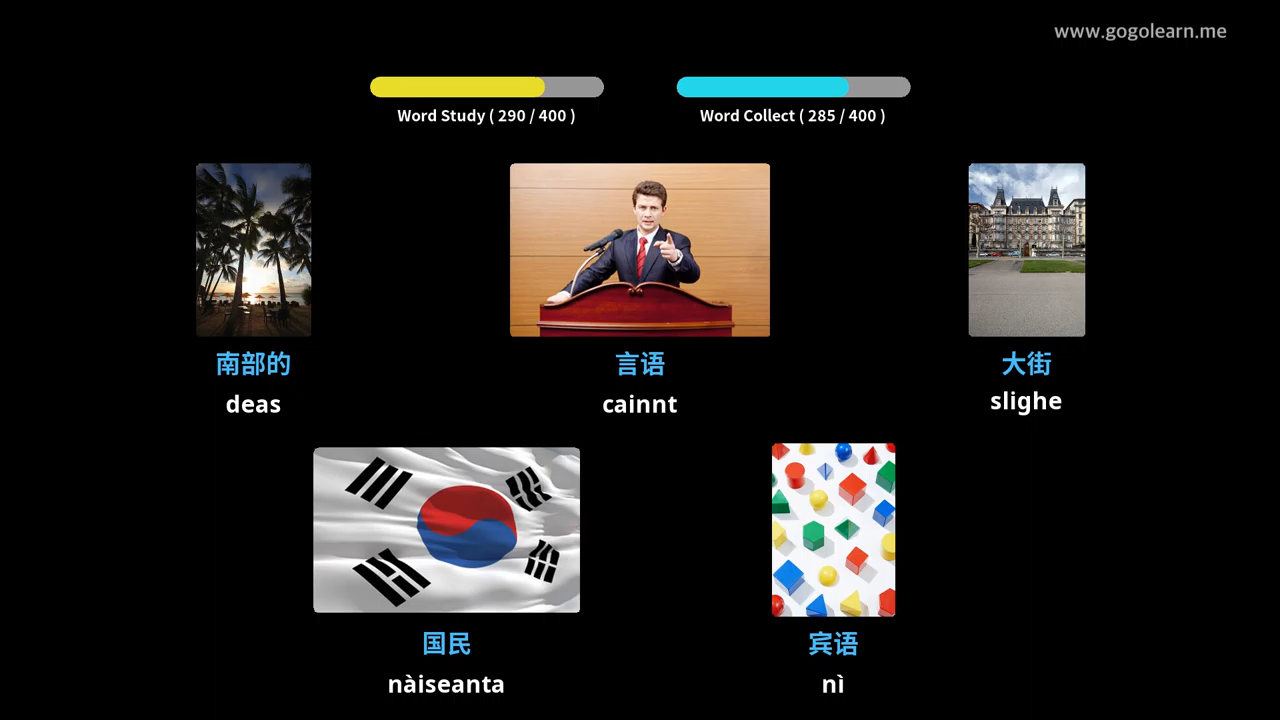 www.gogolearn.me
Word Study ( 290 / 400 )
Word Collect ( 285 / 400 )
南部的
deas
言语
cainnt
大街
slighe
国民
nàiseanta
宾语
nì